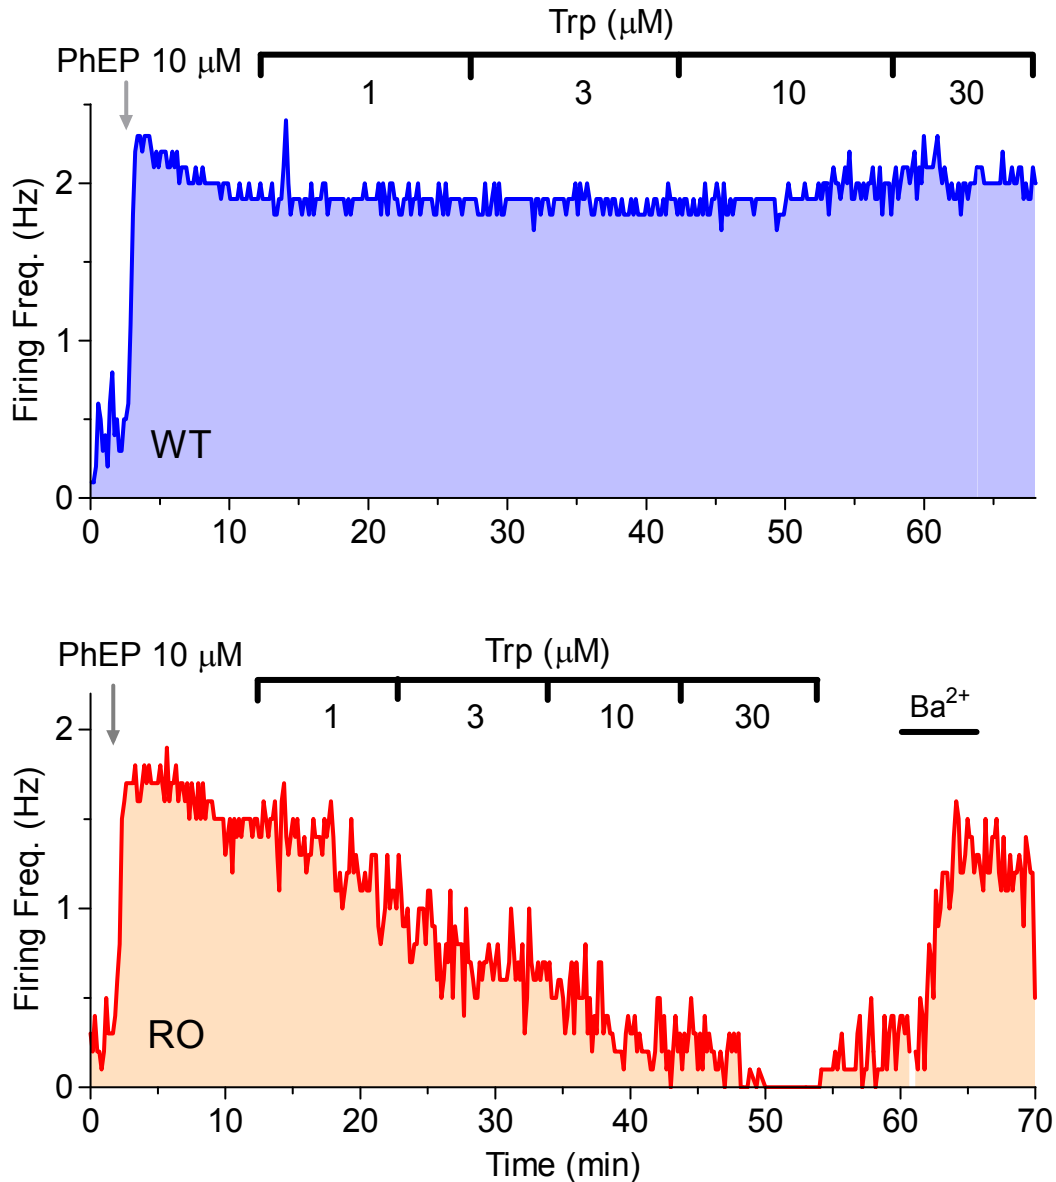 Trp (μM)
PhEP 10 μM
1 3 10 30
Firing Freq. (Hz)
2
1
0
WT
0 10 20 30 40 50 60
PhEP 10 μM
Trp (μM)
1 3 10 30
Ba²⁺
Firing Freq. (Hz)
2
1
0
RO
0 10 20 30 40 50 60 70
Time (min)